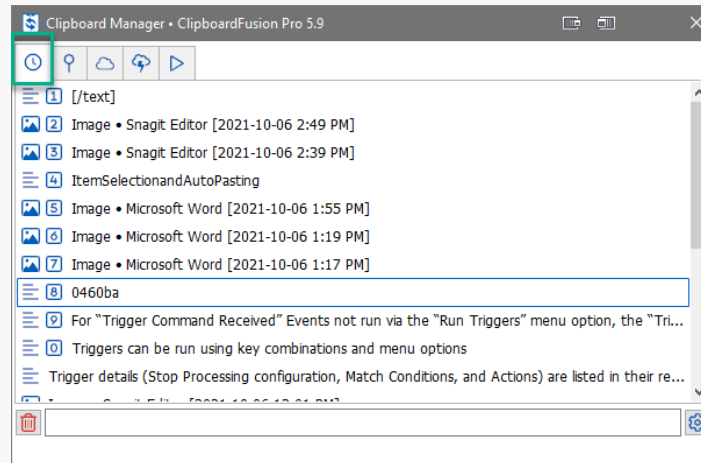 Clipboard Manager • ClipboardFusion Pro 5.9
1 [/text]
2 Image • Snagit Editor [2021-10-06 2:49 PM]
3 Image • Snagit Editor [2021-10-06 2:39 PM]
4 ItemSelectionandAutoPasting
5 Image • Microsoft Word [2021-10-06 1:55 PM]
6 Image • Microsoft Word [2021-10-06 1:19 PM]
7 Image • Microsoft Word [2021-10-06 1:17 PM]
8 0460ba
9 For “Trigger Command Received” Events not run via the “Run Triggers” menu option, the “Tri...
0 Triggers can be run using key combinations and menu options
Trigger details (Stop Processing configuration, Match Conditions, and Actions) are listed in their re...